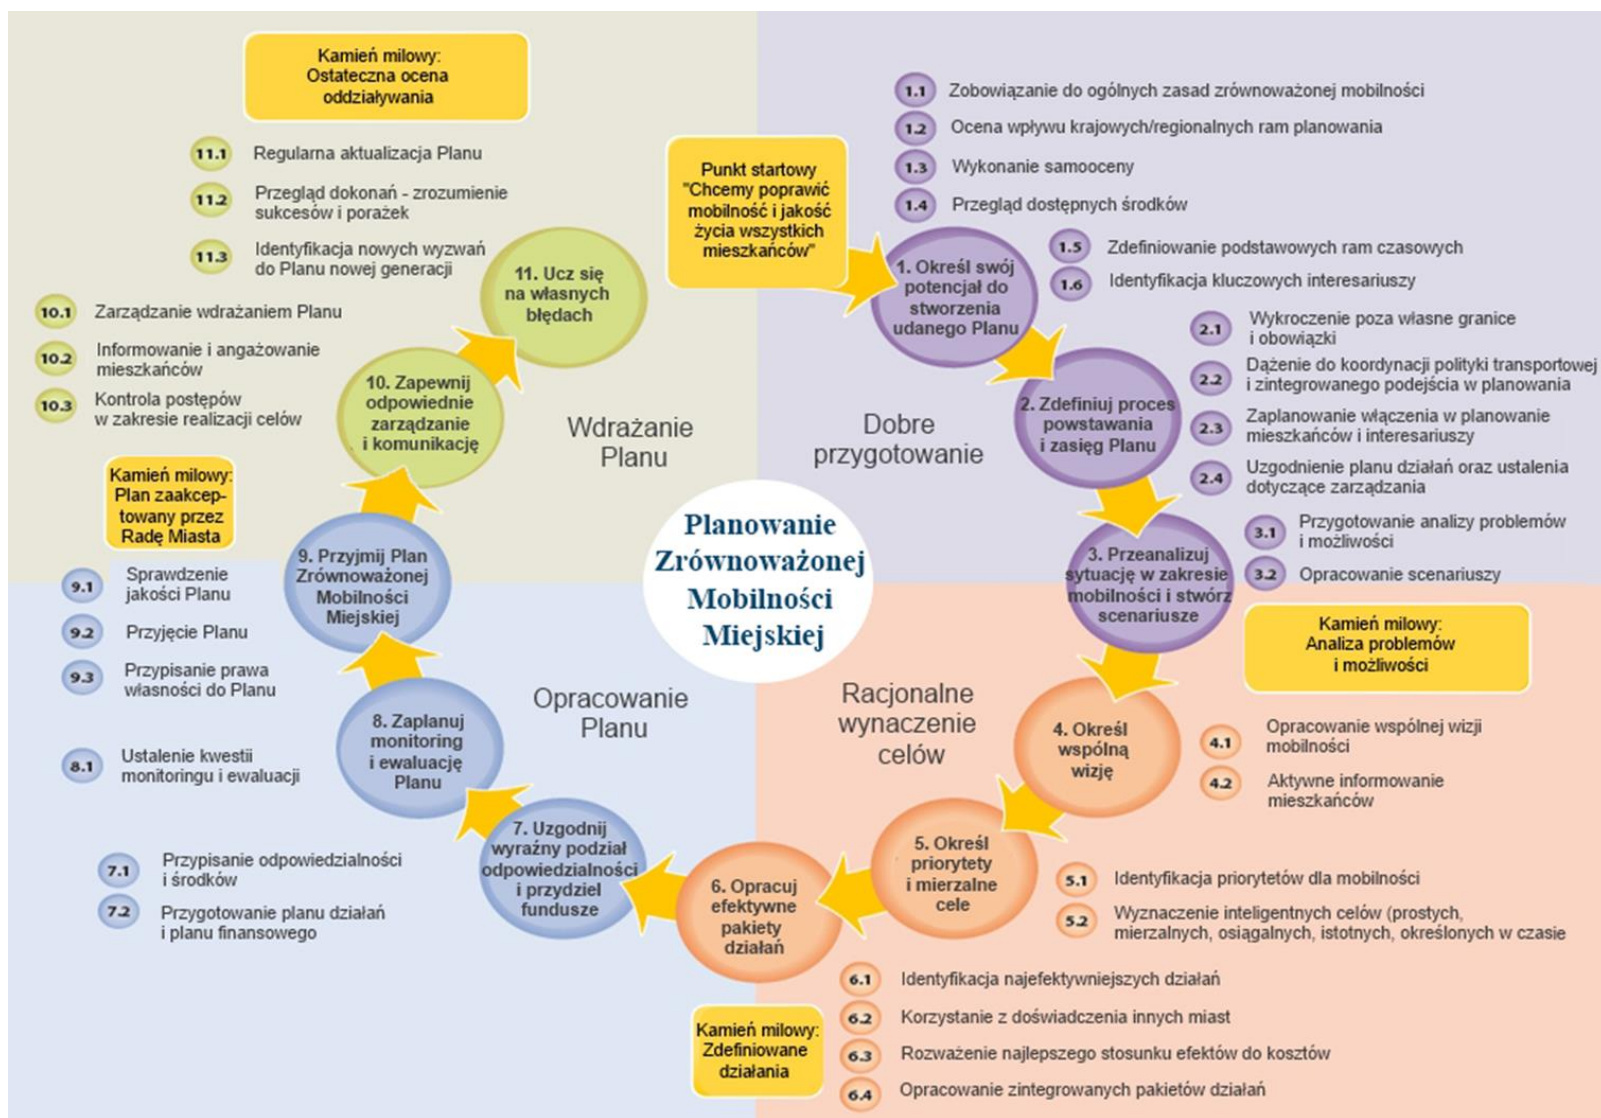 Kamień milowy:
Ostateczna ocena
oddziaływania
11.1 Regularna aktualizacja Planu
11.2 Przegląd dokonań - zrozumienie
sukcesów i porażek
11.3 Identyfikacja nowych wyzwań
do Planu nowej generacji
11. Ucz się
na własnych
błędach
10.1 Zarządzanie wdrażaniem Planu
10.2 Informowanie i angażowanie
mieszkańców
10.3 Kontrola postępów
w zakresie realizacji celów
10. Zapewnij
odpowiednie
zarządzanie
i komunikację
Wdrażanie
Planu
Kamień milowy:
Plan zaakcep-
towany przez
Radę Miasta
Punkt startowy
"Chcemy poprawić
mobilność i jakość
życia wszystkich
mieszkańców"
1.1 Zobowiązanie do ogólnych zasad zrównoważonej mobilności
1.2 Ocena wpływu krajowych/regionalnych ram planowania
1.3 Wykonanie samooceny
1.4 Przegląd dostępnych środków
1.5 Zdefiniowanie podstawowych ram czasowych
1.6 Identyfikacja kluczowych interesariuszy
1. Określ swój
potencjał do
stworzenia
udanego Planu
2.1 Wykroczenie poza własne granice
i obowiązki
2.2 Dążenie do koordynacji polityki transportowej
i zintegrowanego podejścia w planowania
2.3 Zaplanowanie włączenia w planowanie
mieszkańców i interesariuszy
2.4 Uzgodnienie planu działań oraz ustalenia
dotyczące zarządzania
2. Zdefiniuj proces
powstawania
i zasięg Planu
Dobre
przygotowanie
3.1 Przygotowanie analizy problemów
i możliwości
3.2 Opracowanie scenariuszy
3. Przeanalizuj
sytuację w zakresie
mobilności i stwórz
scenariusze
Kamień milowy:
Analiza problemów
i możliwości
Planowanie
Zrównoważonej
Mobilności
Miejskiej
Racjonalne
wynaczenie
celów
4. Określ
wspólną
wizję
4.1 Opracowanie wspólnej wizji
mobilności
4.2 Aktywne informowanie
mieszkańców
5. Określ
priorytety
i mierzalne
cele
5.1 Identyfikacja priorytetów dla mobilności
5.2 Wyznaczenie inteligentnych celów (prostych,
mierzalnych, osiągalnych, istotnych, określonych w czasie
6. Opracuj
efektywne
pakiety
działań
6.1 Identyfikacja najefektywniejszych działań
6.2 Korzystanie z doświadczenia innych miast
6.3 Rozważenie najlepszego stosunku efektów do kosztów
6.4 Opracowanie zintegrowanych pakietów działań
Kamień milowy:
Zdefiniowane
działania
Opracowanie
Planu
7. Uzgodnij
wyraźny podział
odpowiedzialności
i przydziel
fundusze
7.1 Przypisanie odpowiedzialności
i środków
7.2 Przygotowanie planu działań
i planu finansowego
8. Zaplanuj
monitoring
i ewaluację
Planu
8.1 Ustalenie kwestii
monitoringu i ewaluacji
9. Przyjmij Plan
Zrównoważonej
Mobilności
Miejskiej
9.1 Sprawdzenie
jakości Planu
9.2 Przyjęcie Planu
9.3 Przypisanie prawa
własności do Planu